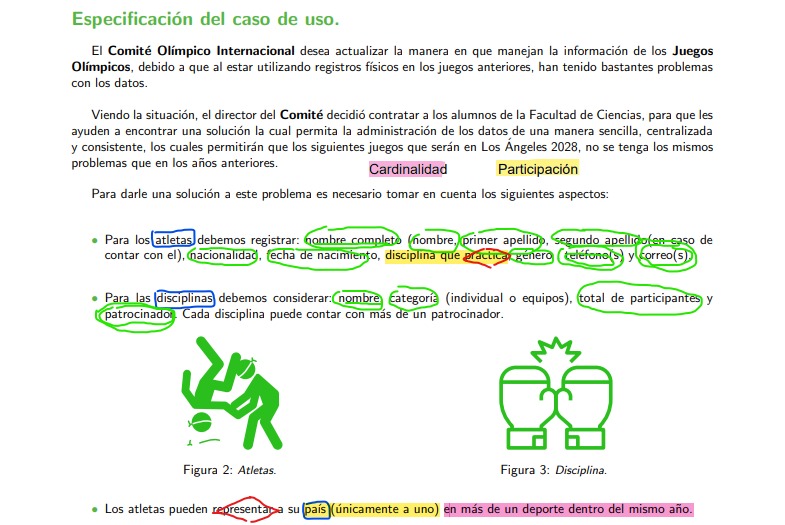 Especificación del caso de uso.
El Comité Olímpico Internacional desea actualizar la manera en que manejan la información de los Juegos
Olímpicos, debido a que al estar utilizando registros físicos en los juegos anteriores, han tenido bastantes problemas
con los datos.
Viendo la situación, el director del Comité decidió contratar a los alumnos de la Facultad de Ciencias, para que les
ayuden a encontrar una solución la cual permita la administración de los datos de una manera sencilla, centralizada
y consistente, los cuales permitirán que los siguientes juegos que serán en Los Ángeles 2028, no se tenga los mismos
problemas que en los años anteriores.
Cardinalidad Participación
Para darle una solución a este problema es necesario tomar en cuenta los siguientes aspectos:
• Para los atletas debemos registrar: nombre completo (nombre, primer apellido, segundo apellido(en caso de
contar con el), nacionalidad, fecha de nacimiento, disciplina que practica, género, teléfono(s) y correo(s).
• Para las disciplinas debemos considerar: nombre, categoría (individual o equipos), total de participantes y
patrocinador. Cada disciplina puede contar con más de un patrocinador.
Figura 2: Atletas. Figura 3: Disciplina.
• Los atletas pueden representar a su país (únicamente a uno) en más de un deporte dentro del mismo año.